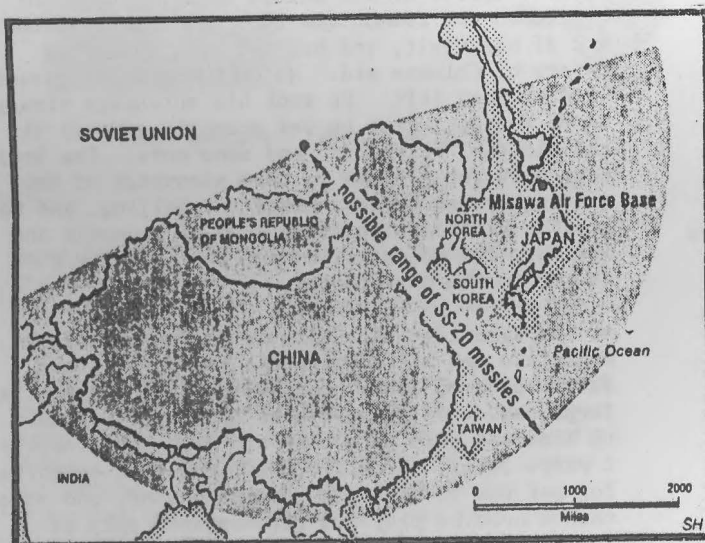 SOVIET UNION
PEOPLE'S REPUBLIC
OF MONGOLIA
NORTH
KOREA
Misawa Air Force Base
JAPAN
SOUTH
KOREA
possible range of SS-20 missiles
CHINA
Pacific Ocean
TAIWAN
INDIA
0 1000 2000
Miles
SH